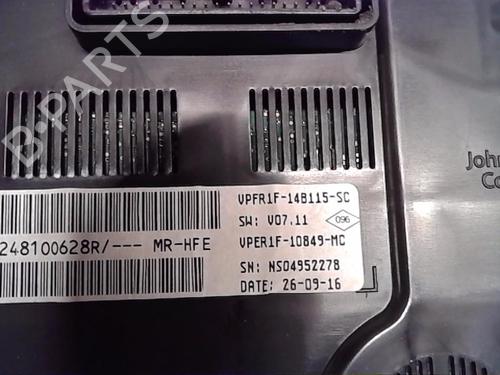 B-PARTS
VPFR1F-14B115-SC
SW: V07.11
096
248100628R/--- MR-HFE
VPER1F-10849-MC
SN: NS04952278
DATE: 26-09-16
John
Co